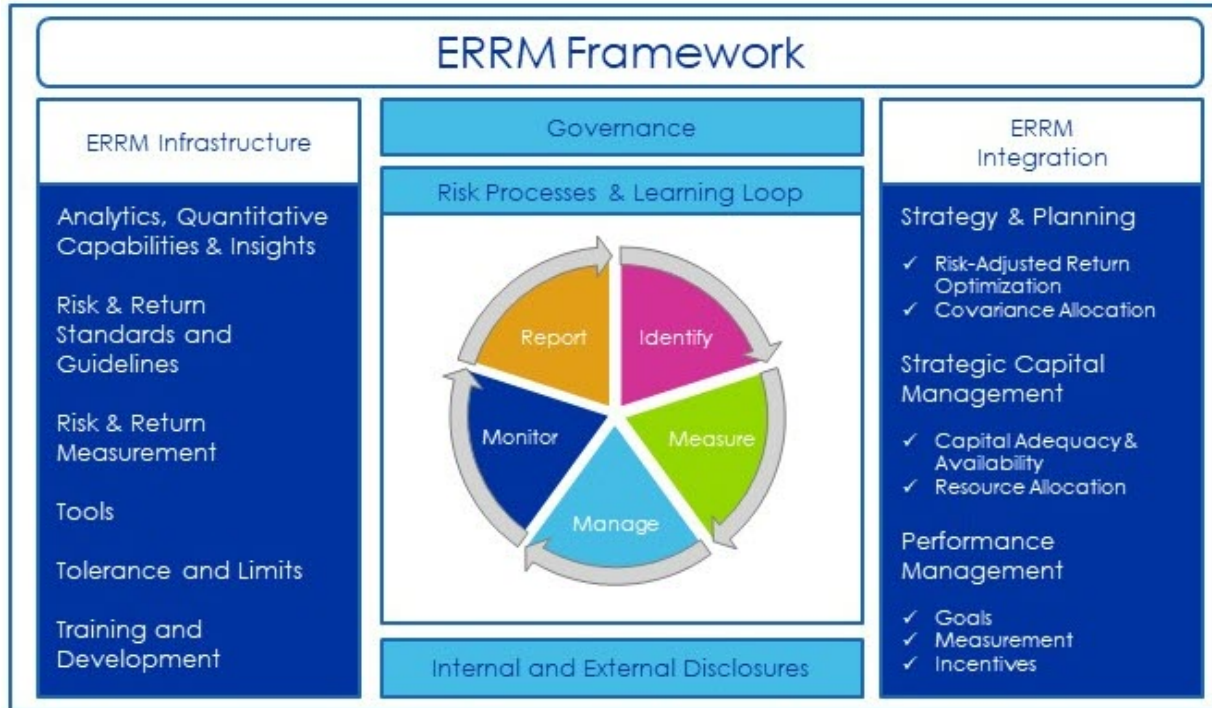 ERRM Framework
ERRM Infrastructure
Analytics, Quantitative
Capabilities & Insights
Risk & Return
Standards and
Guidelines
Risk & Return
Measurement
Tools
Tolerance and Limits
Training and
Development
Governance
Risk Processes & Learning Loop
Report
Identify
Monitor
Measure
Manage
Internal and External Disclosures
ERRM
Integration
Strategy & Planning
✓ Risk-Adjusted Return
Optimization
✓ Covariance Allocation
Strategic Capital
Management
✓ Capital Adequacy &
Availability
✓ Resource Allocation
Performance
Management
✓ Goals
✓ Measurement
✓ Incentives